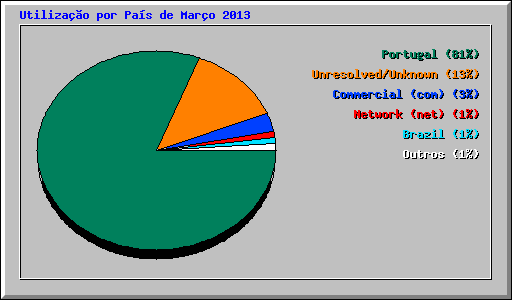 Utilização por País de Março 2013
Portugal (81%)
Unresolved/Unknown (13%)
Commercial (com) (3%)
Network (net) (1%)
Brazil (1%)
Outros (1%)